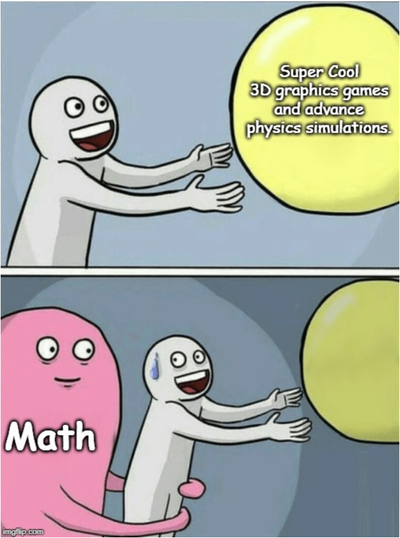 Super Cool
3D graphics games
and advance
physics simulations.
Math
imgflip.com